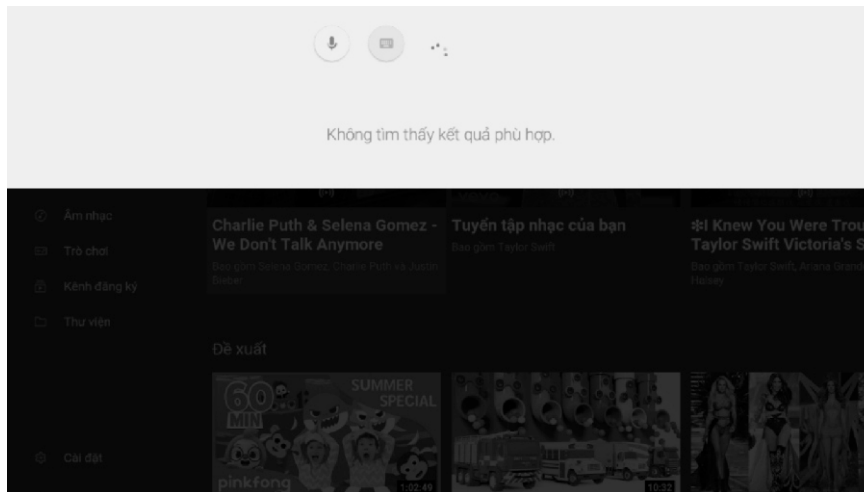 Không tìm thấy kết quả phù hợp.
Âm nhạc
Trò chơi
Kênh đăng ký
Thư viện
Cài đặt
Charlie Puth & Selena Gomez -
We Don't Talk Anymore
Bao gồm Selena Gomez, Charlie Puth và Justin
Bieber
Tuyển tập nhạc của bạn
Bao gồm Taylor Swift
❄I Knew You Were Trou
Taylor Swift Victoria's S
Bao gồm Taylor Swift, Ariana Grand
Halsey
Đề xuất
60
MIN
SUMMER
SPECIAL
pinkfong
1:02:49
10:32